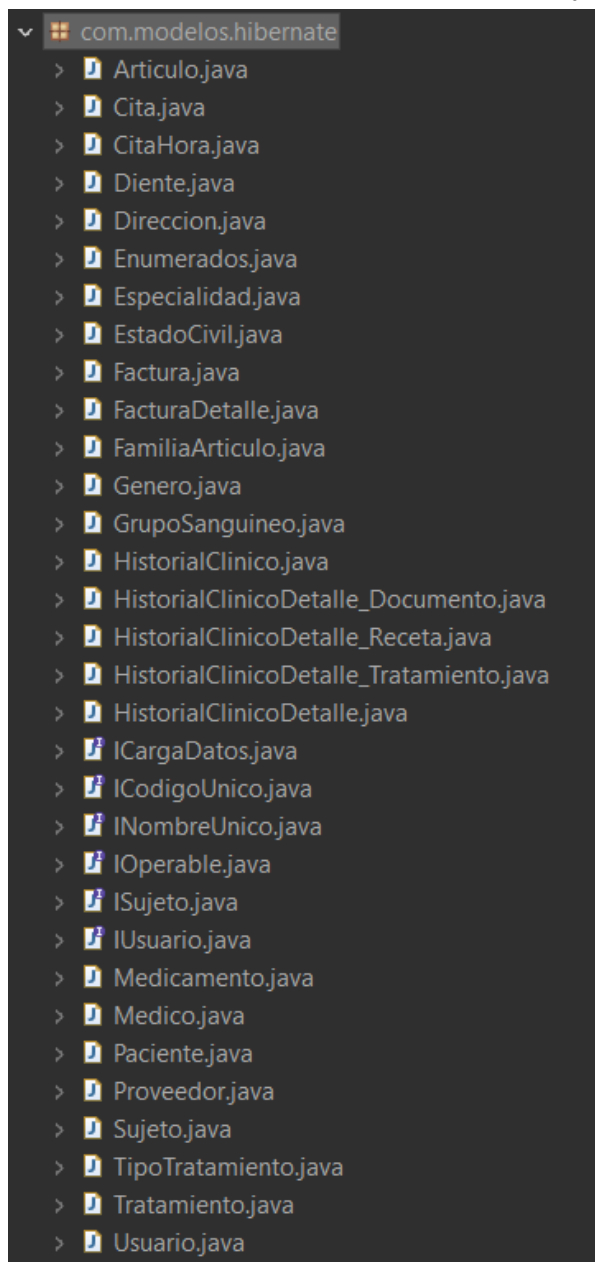 com.modelos.hibernate
Articulo.java
Cita.java
CitaHora.java
Diente.java
Direccion.java
Enumerados.java
Especialidad.java
EstadoCivil.java
Factura.java
FacturaDetalle.java
FamiliaArticulo.java
Genero.java
GrupoSanguineo.java
HistorialClinico.java
HistorialClinicoDetalle_Documento.java
HistorialClinicoDetalle_Receta.java
HistorialClinicoDetalle_Tratamiento.java
HistorialClinicoDetalle.java
ICargaDatos.java
ICodigoUnico.java
INombreUnico.java
IOperable.java
ISujeto.java
IUsuario.java
Medicamento.java
Medico.java
Paciente.java
Proveedor.java
Sujeto.java
TipoTratamiento.java
Tratamiento.java
Usuario.java